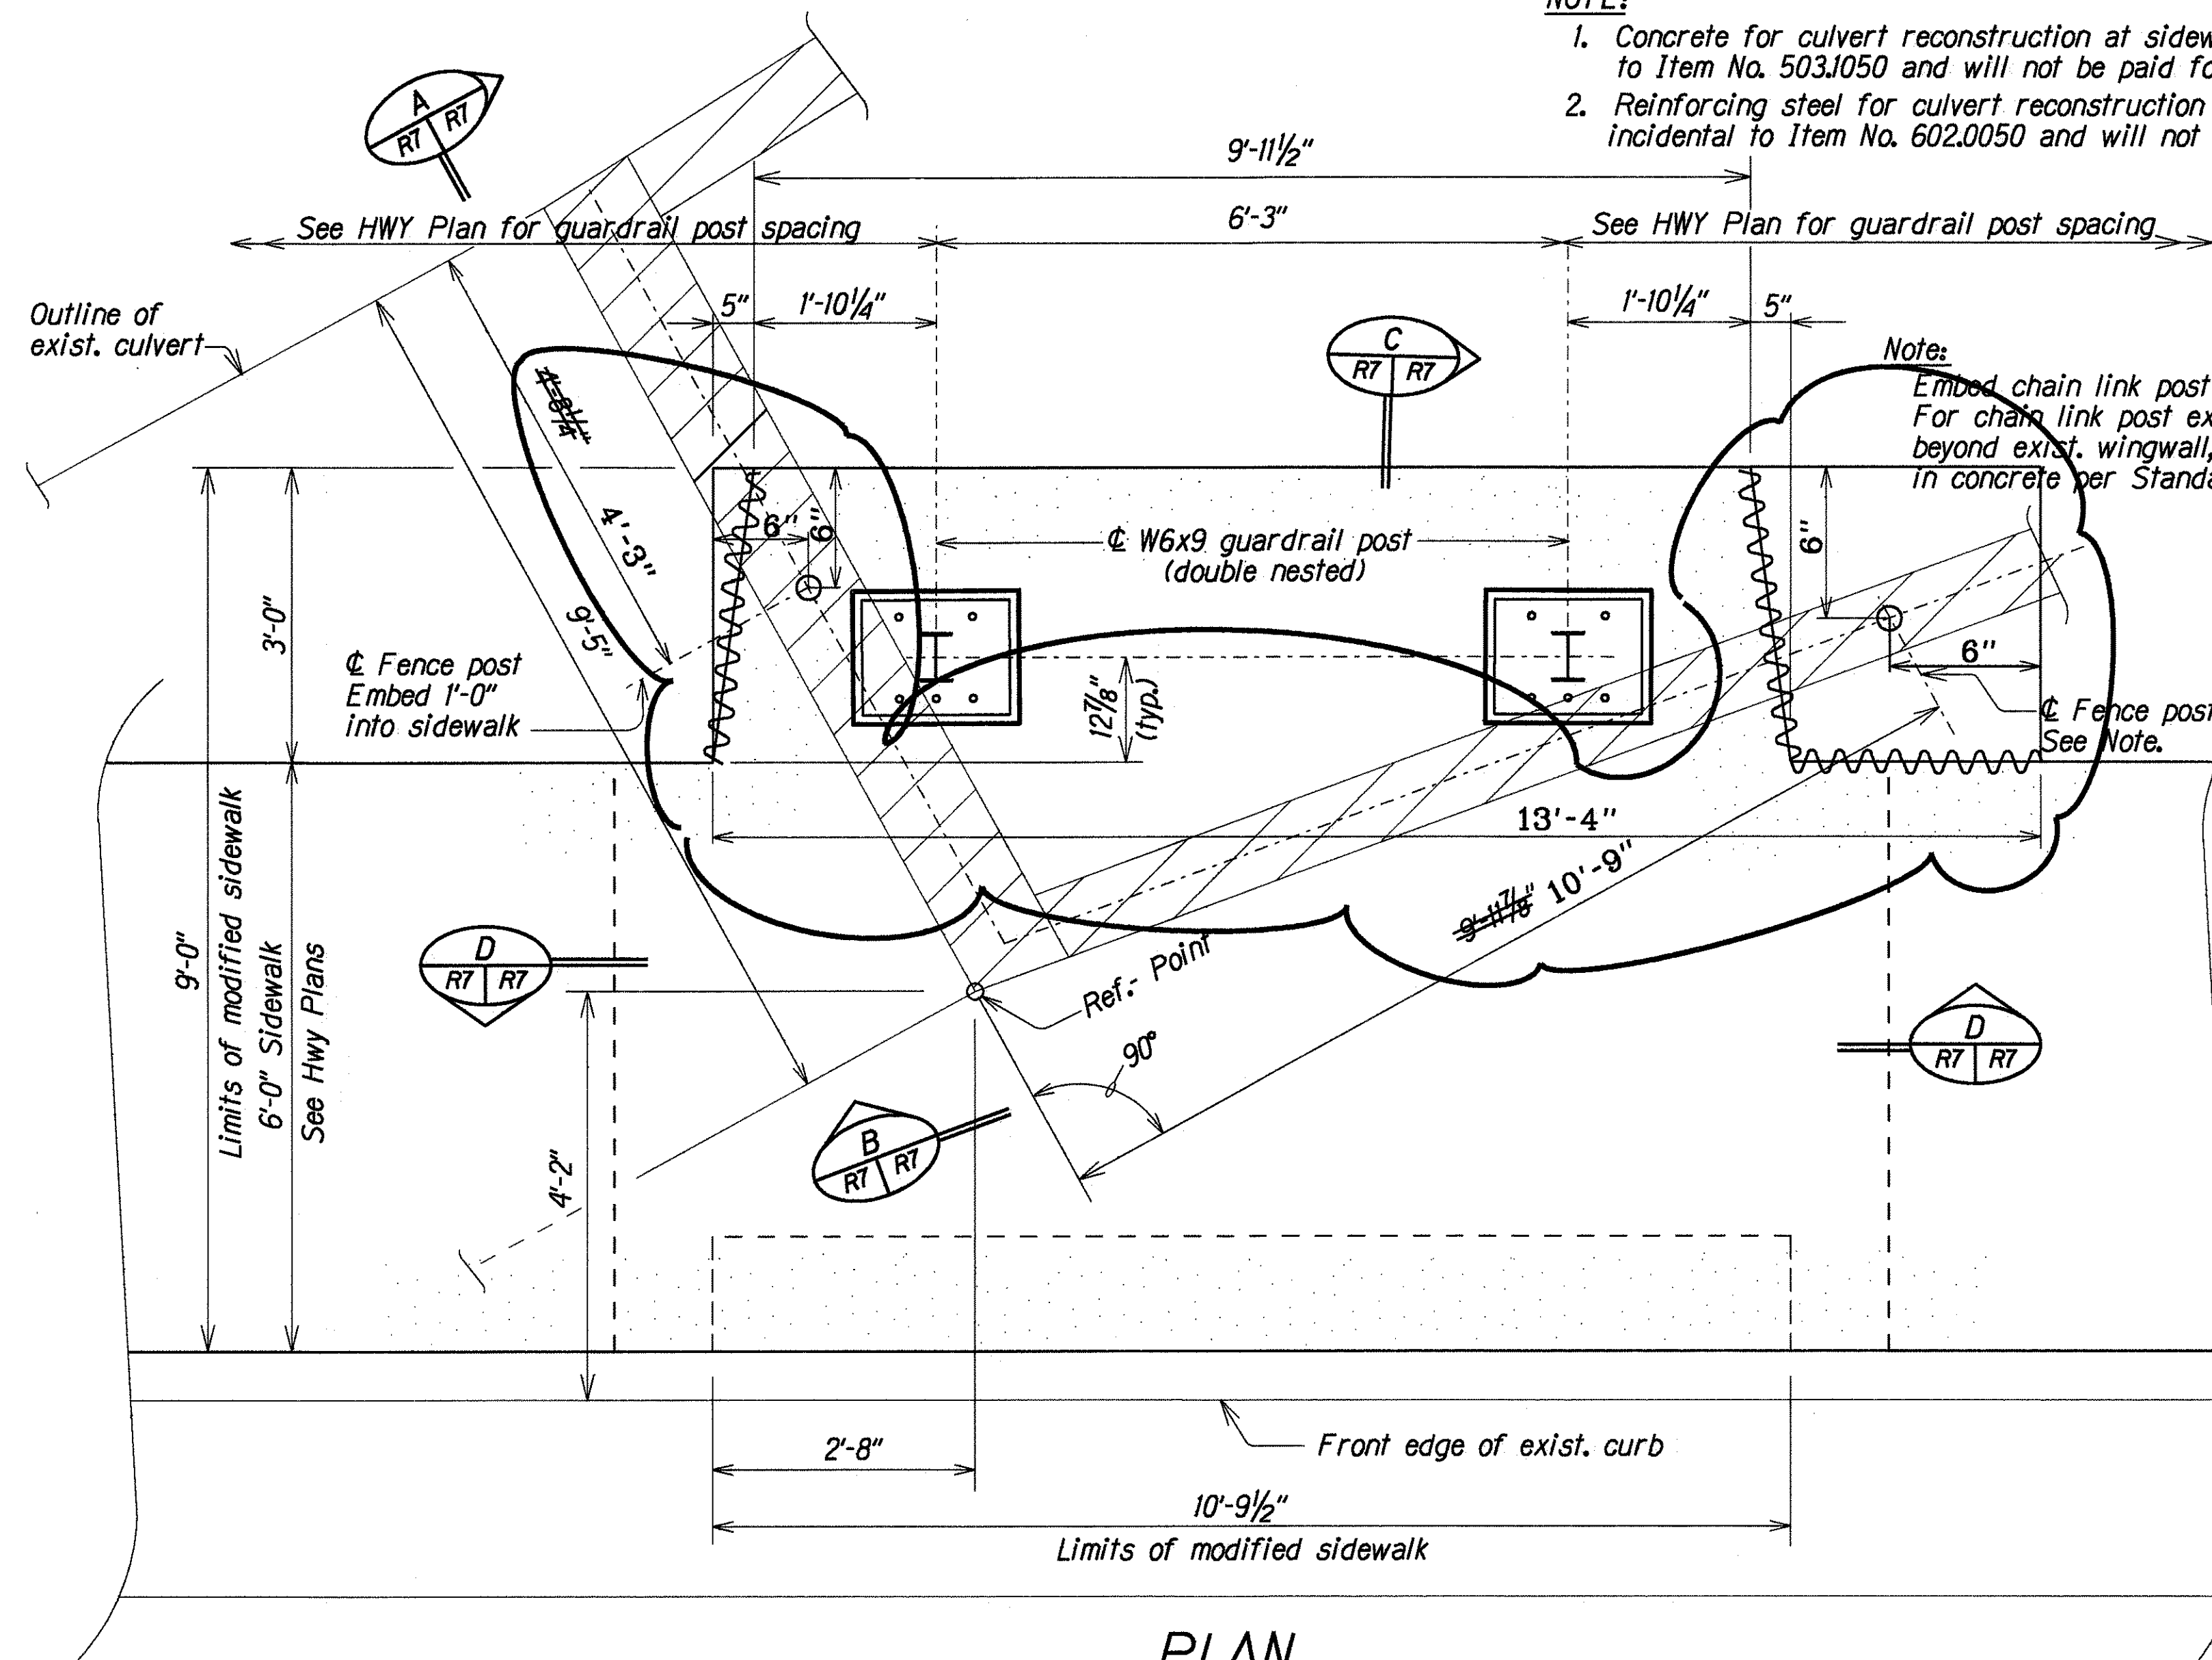 NOTE:
1. Concrete for culvert reconstruction at sidew
to Item No. 503.1050 and will not be paid fo
2. Reinforcing steel for culvert reconstruction
incidental to Item No. 602.0050 and will not
A
R7 R7
9'-11½"
See HWY Plan for guardrail post spacing
6'-3"
See HWY Plan for guardrail post spacing
Outline of
exist. culvert
5"
1'-10¼"
1'-10¼"
5"
C
R7 R7
Note:
Embed chain link post
For chain link post ex
beyond exist. wingwall,
in concrete per Standa
4'-8¼"
4'-3"
9'-5"
6"
6"
℄ W6x9 guardrail post
(double nested)
6"
6"
3'-0"
℄ Fence post
Embed 1'-0"
into sidewalk
12⅞"
(typ.)
℄ Fence post
See Note.
13'-4"
9'-11⅞" 10'-9"
9'-0"
Limits of modified sidewalk
6'-0" Sidewalk
See Hwy Plans
D
R7 R7
Ref. Point
90°
D
R7 R7
B
R7 R7
4'-2"
2'-8"
Front edge of exist. curb
10'-9½"
Limits of modified sidewalk
PLAN